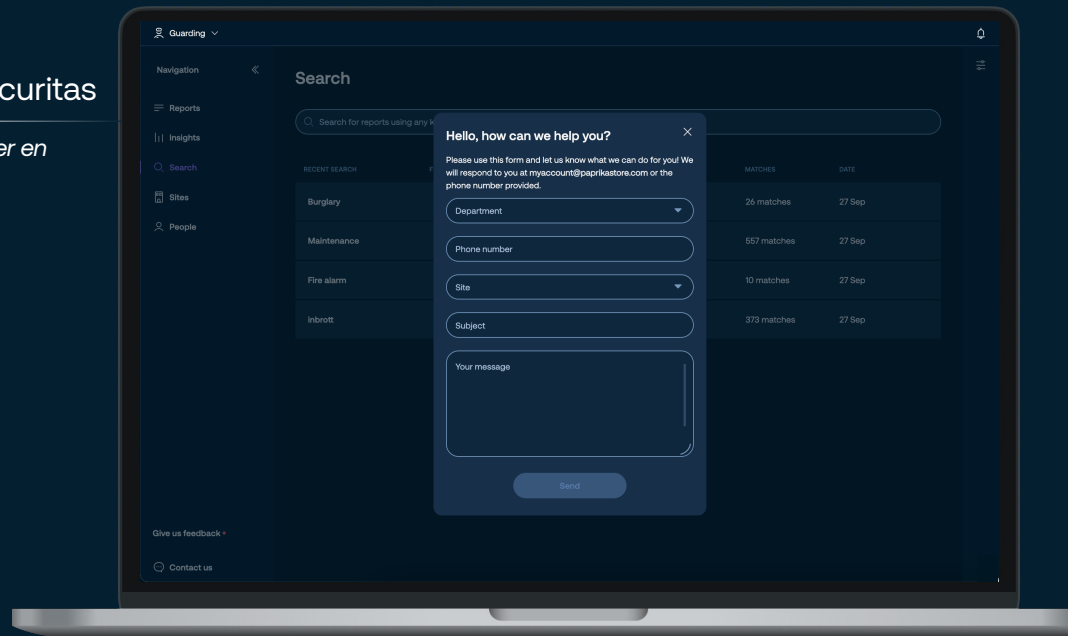 curitas
er en
Guarding
Navigation
Search
Reports
Search for reports using any k
Insights
Search
Sites
People
RECENT SEARCH
MATCHES
DATE
Burglary
26 matches
27 Sep
Maintenance
557 matches
27 Sep
Fire alarm
10 matches
27 Sep
Inbrott
373 matches
27 Sep
Hello, how can we help you?
Please use this form and let us know what we can do for you! We
will respond to you at myaccount@paprikastore.com or the
phone number provided.
Department
Phone number
Site
Subject
Your message
Send
Give us feedback
Contact us